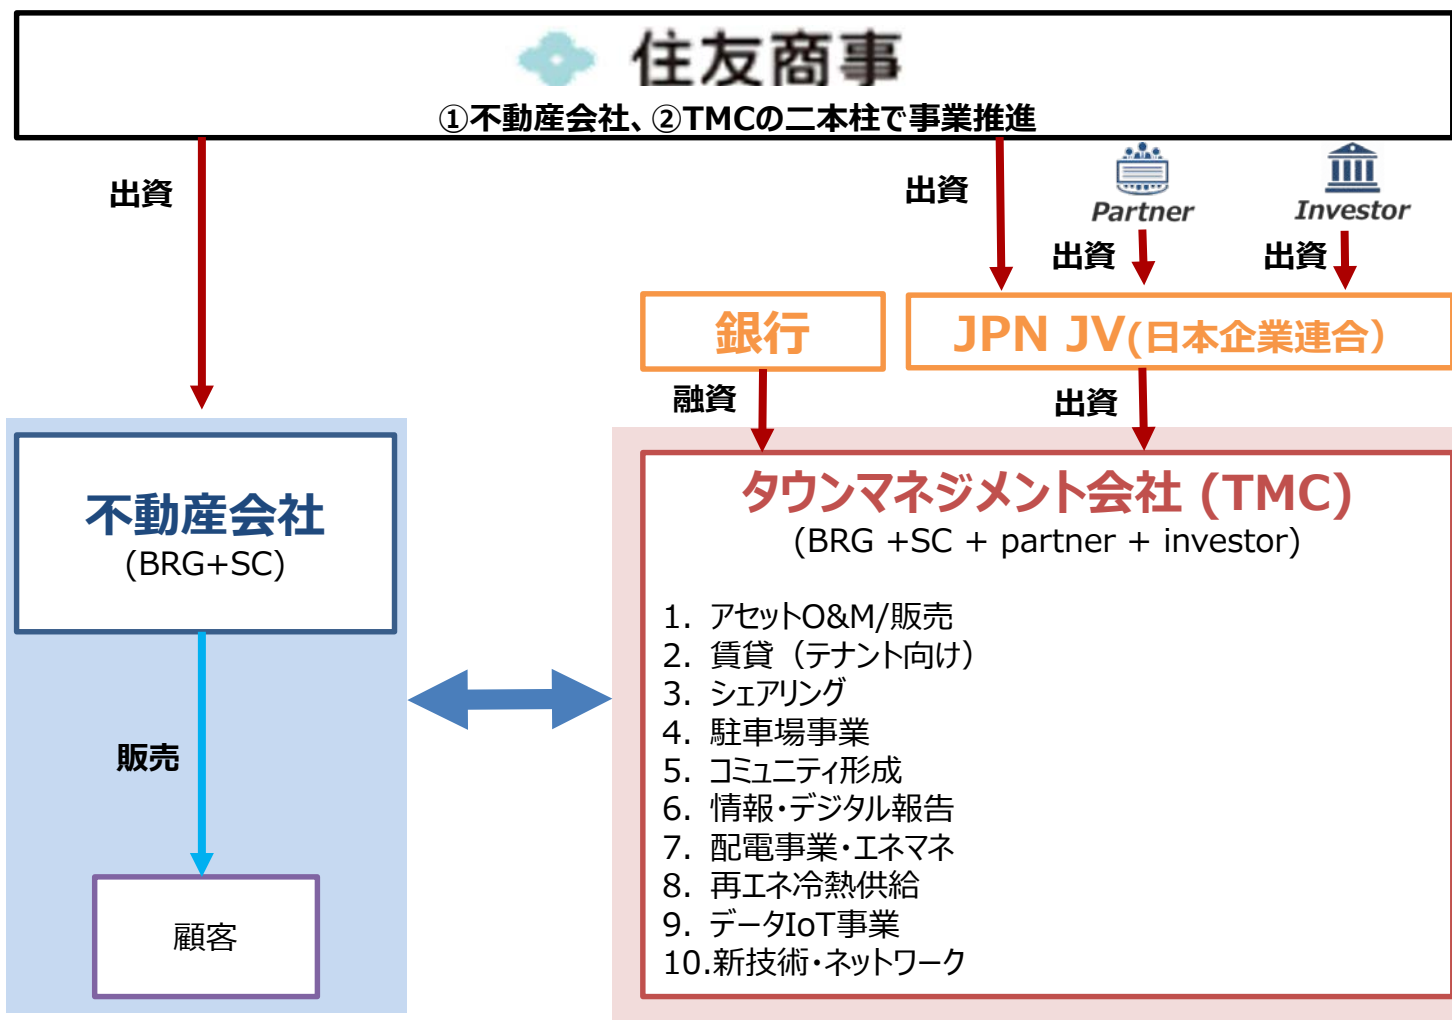 住友商事
①不動産会社、②TMCの二本柱で事業推進
出資
出資
Partner
Investor
出資
出資
銀行
JPN JV(日本企業連合）
融資
出資
不動産会社
(BRG+SC)
販売
顧客
タウンマネジメント会社 (TMC)
(BRG +SC + partner + investor)
1. アセットO&M/販売
2. 賃貸（テナント向け）
3. シェアリング
4. 駐車場事業
5. コミュニティ形成
6. 情報・デジタル報告
7. 配電事業・エネマネ
8. 再エネ冷熱供給
9. データIoT事業
10.新技術・ネットワーク